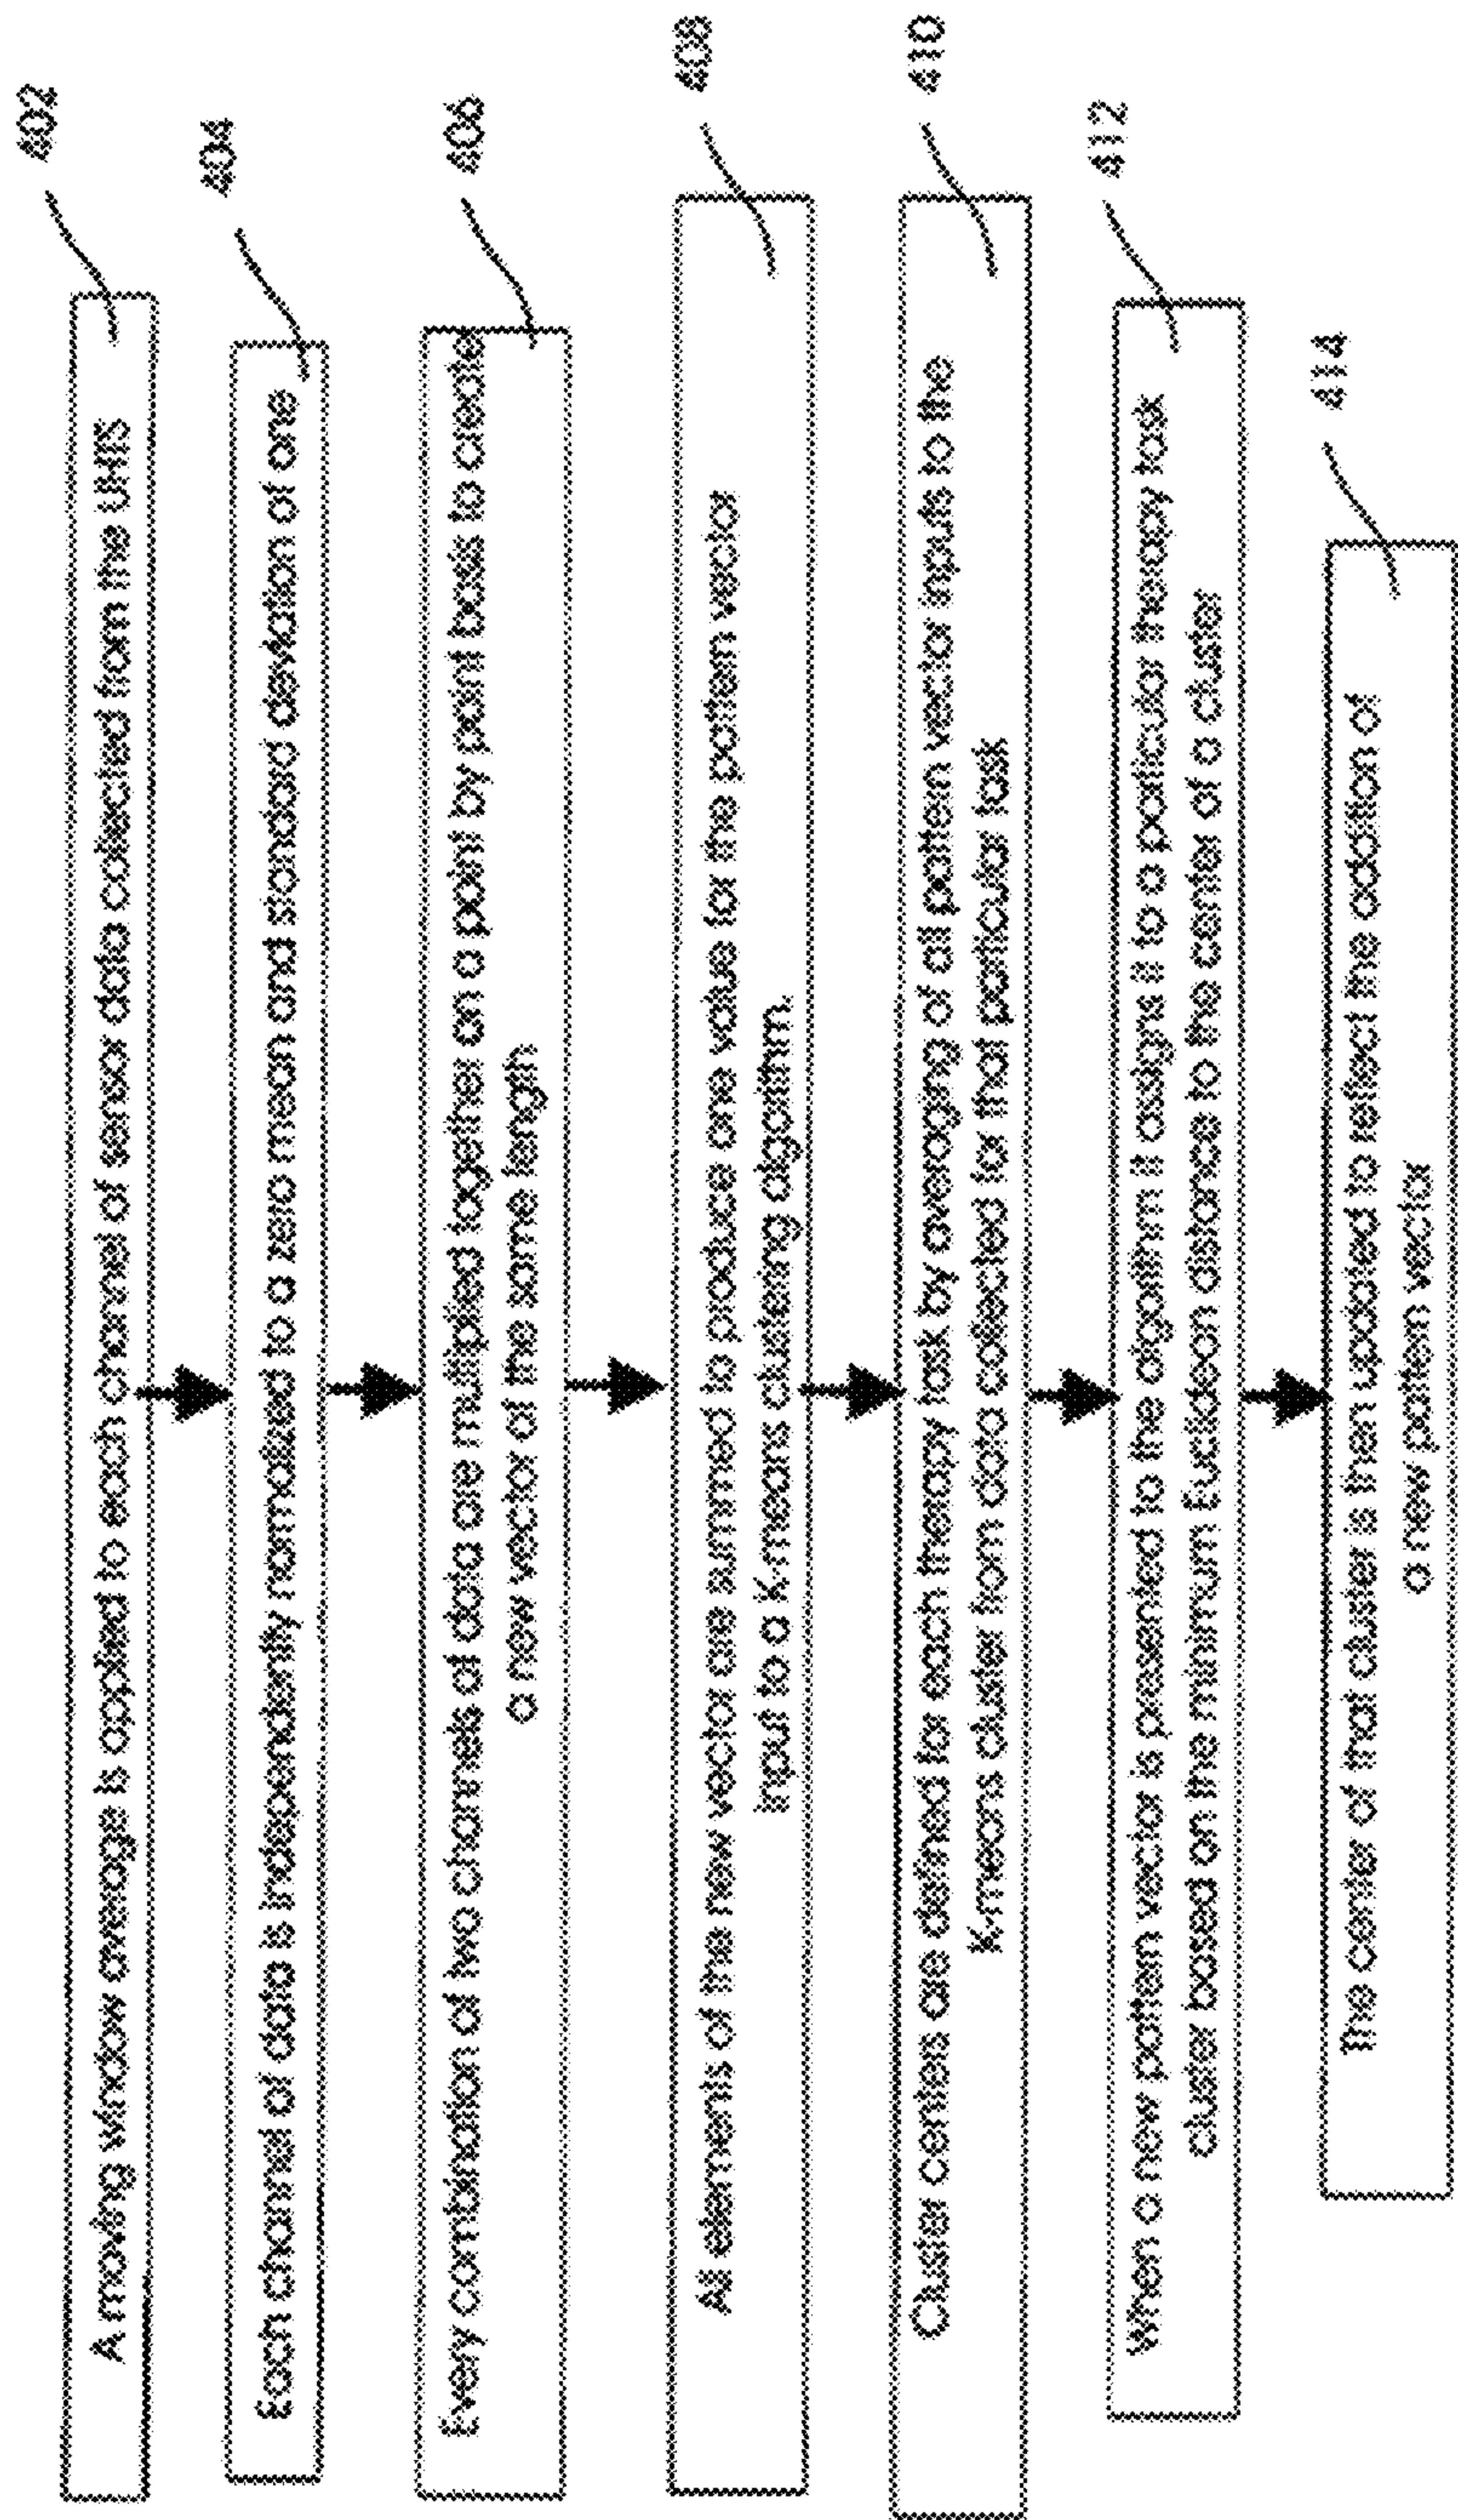 402
A moving window average is applied to each channel of sensor data collected from the UHS
404
Each channel of data is independently normalized to a zero mean and standard deviation of one
406
Every combination of two channels of data are multiplied together on a point by point basis to create
a new vector of the same length
408
All elements of the new vector are summed to produce one value for the pattern vector
input to a K-means clustering algorithm.
410
Cluster centers are defined for each therapy task by averaging of all pattern vector inputs to the
K-means cluster from data collected for that particular task
412
when a new pattern vector is presented to the algorithm it assigns it to a particular therapy task
cluster based on the minimum Euclidean distance to the center of a cluster
414
The center of that cluster is then updated to reflect the addition of
a new pattern vector